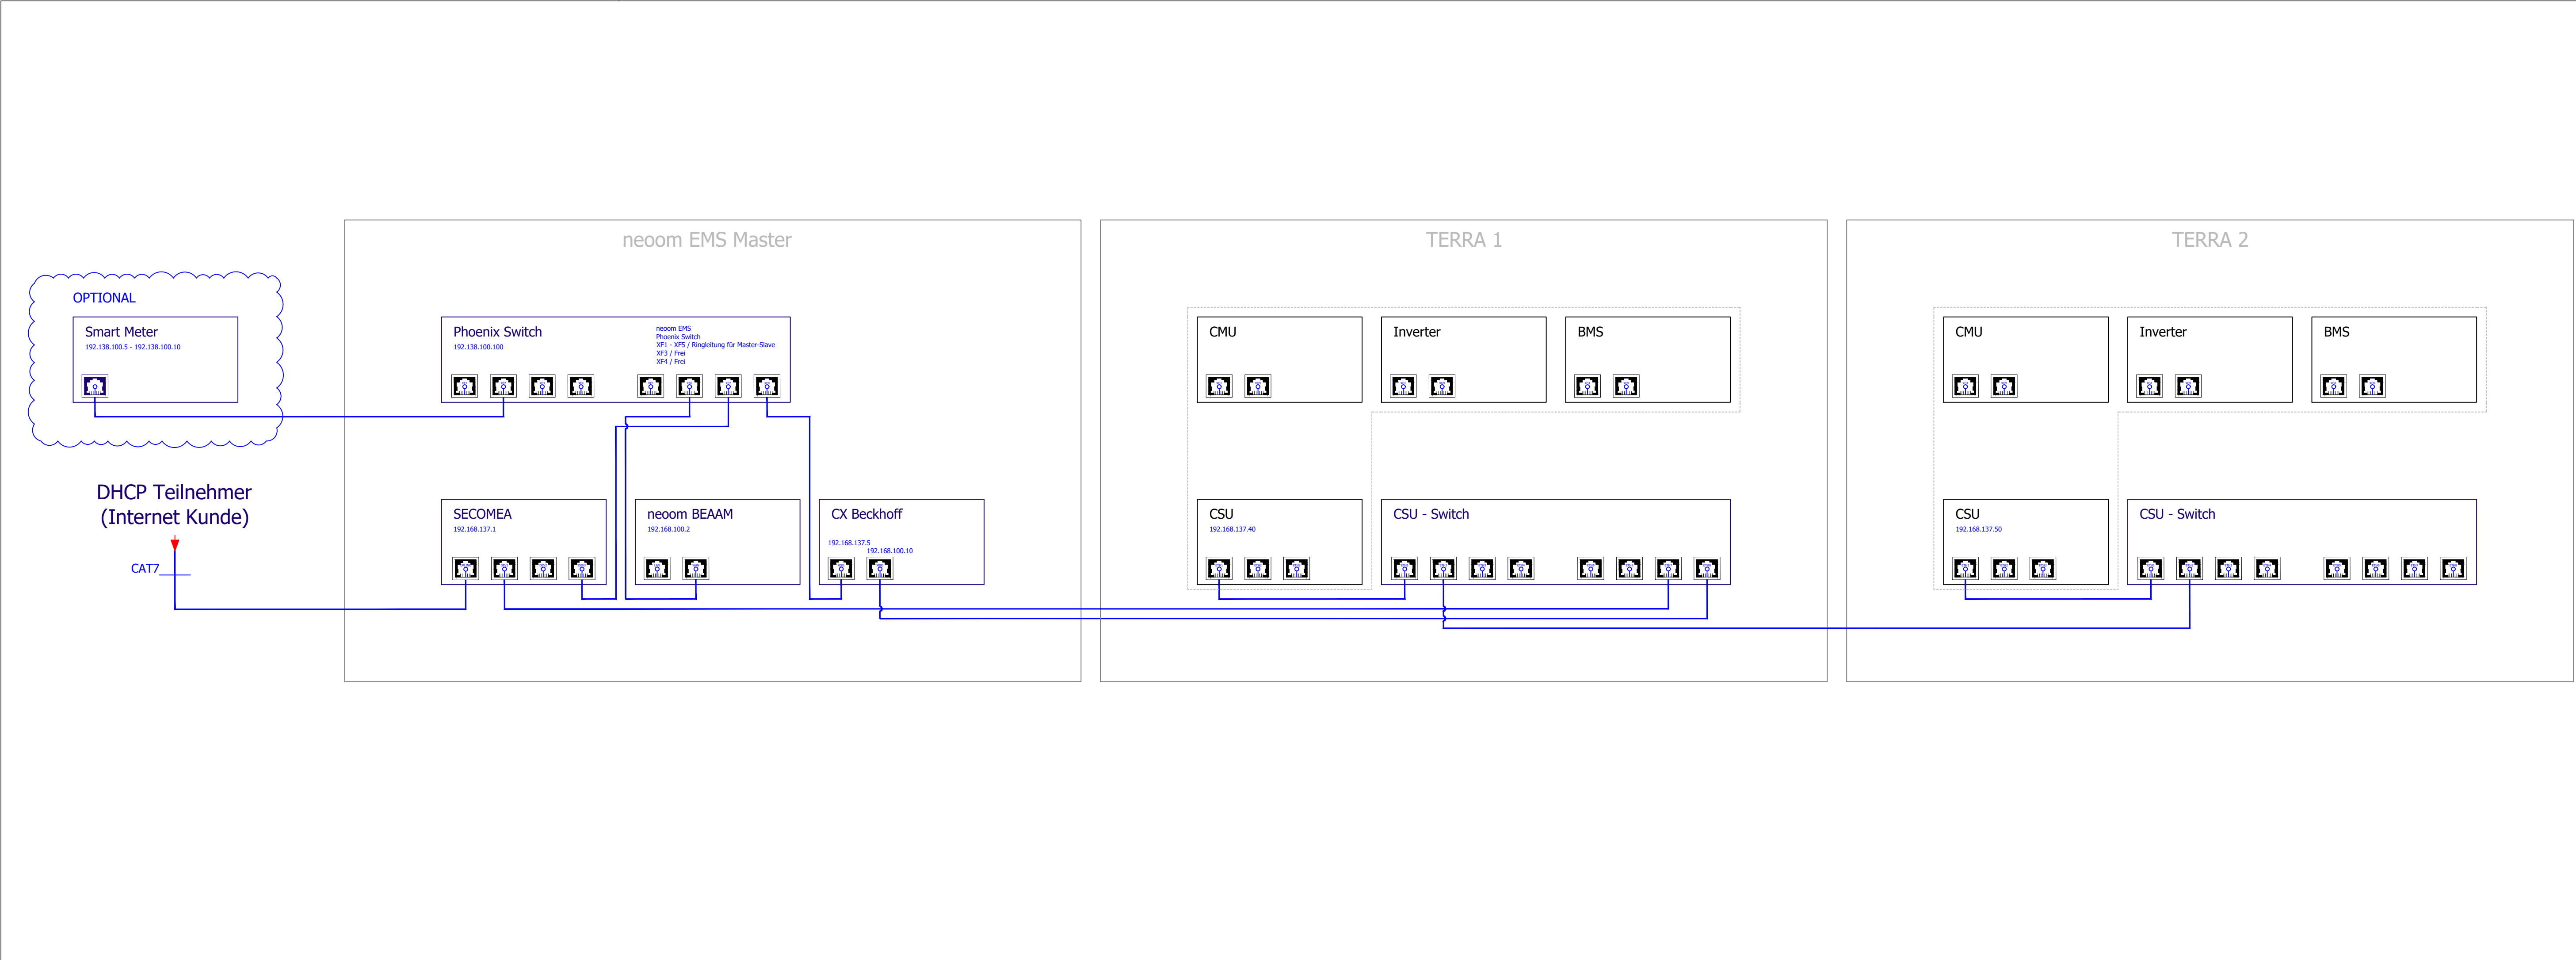 neoom EMS Master
TERRA 1
TERRA 2
OPTIONAL
Smart Meter
192.138.100.5 - 192.138.100.10
Phoenix Switch
192.138.100.100
neoom EMS
Phoenix Switch
XF1 - XF5 / Ringleitung für Master-Slave
XF3 / Frei
XF4 / Frei
CMU
Inverter
BMS
CMU
Inverter
BMS
DHCP Teilnehmer
(Internet Kunde)
CAT7
SECOMEA
192.168.137.1
neoom BEAAM
192.168.100.2
CX Beckhoff
192.168.137.5
192.168.100.10
CSU
192.168.137.40
CSU - Switch
CSU
192.168.137.50
CSU - Switch